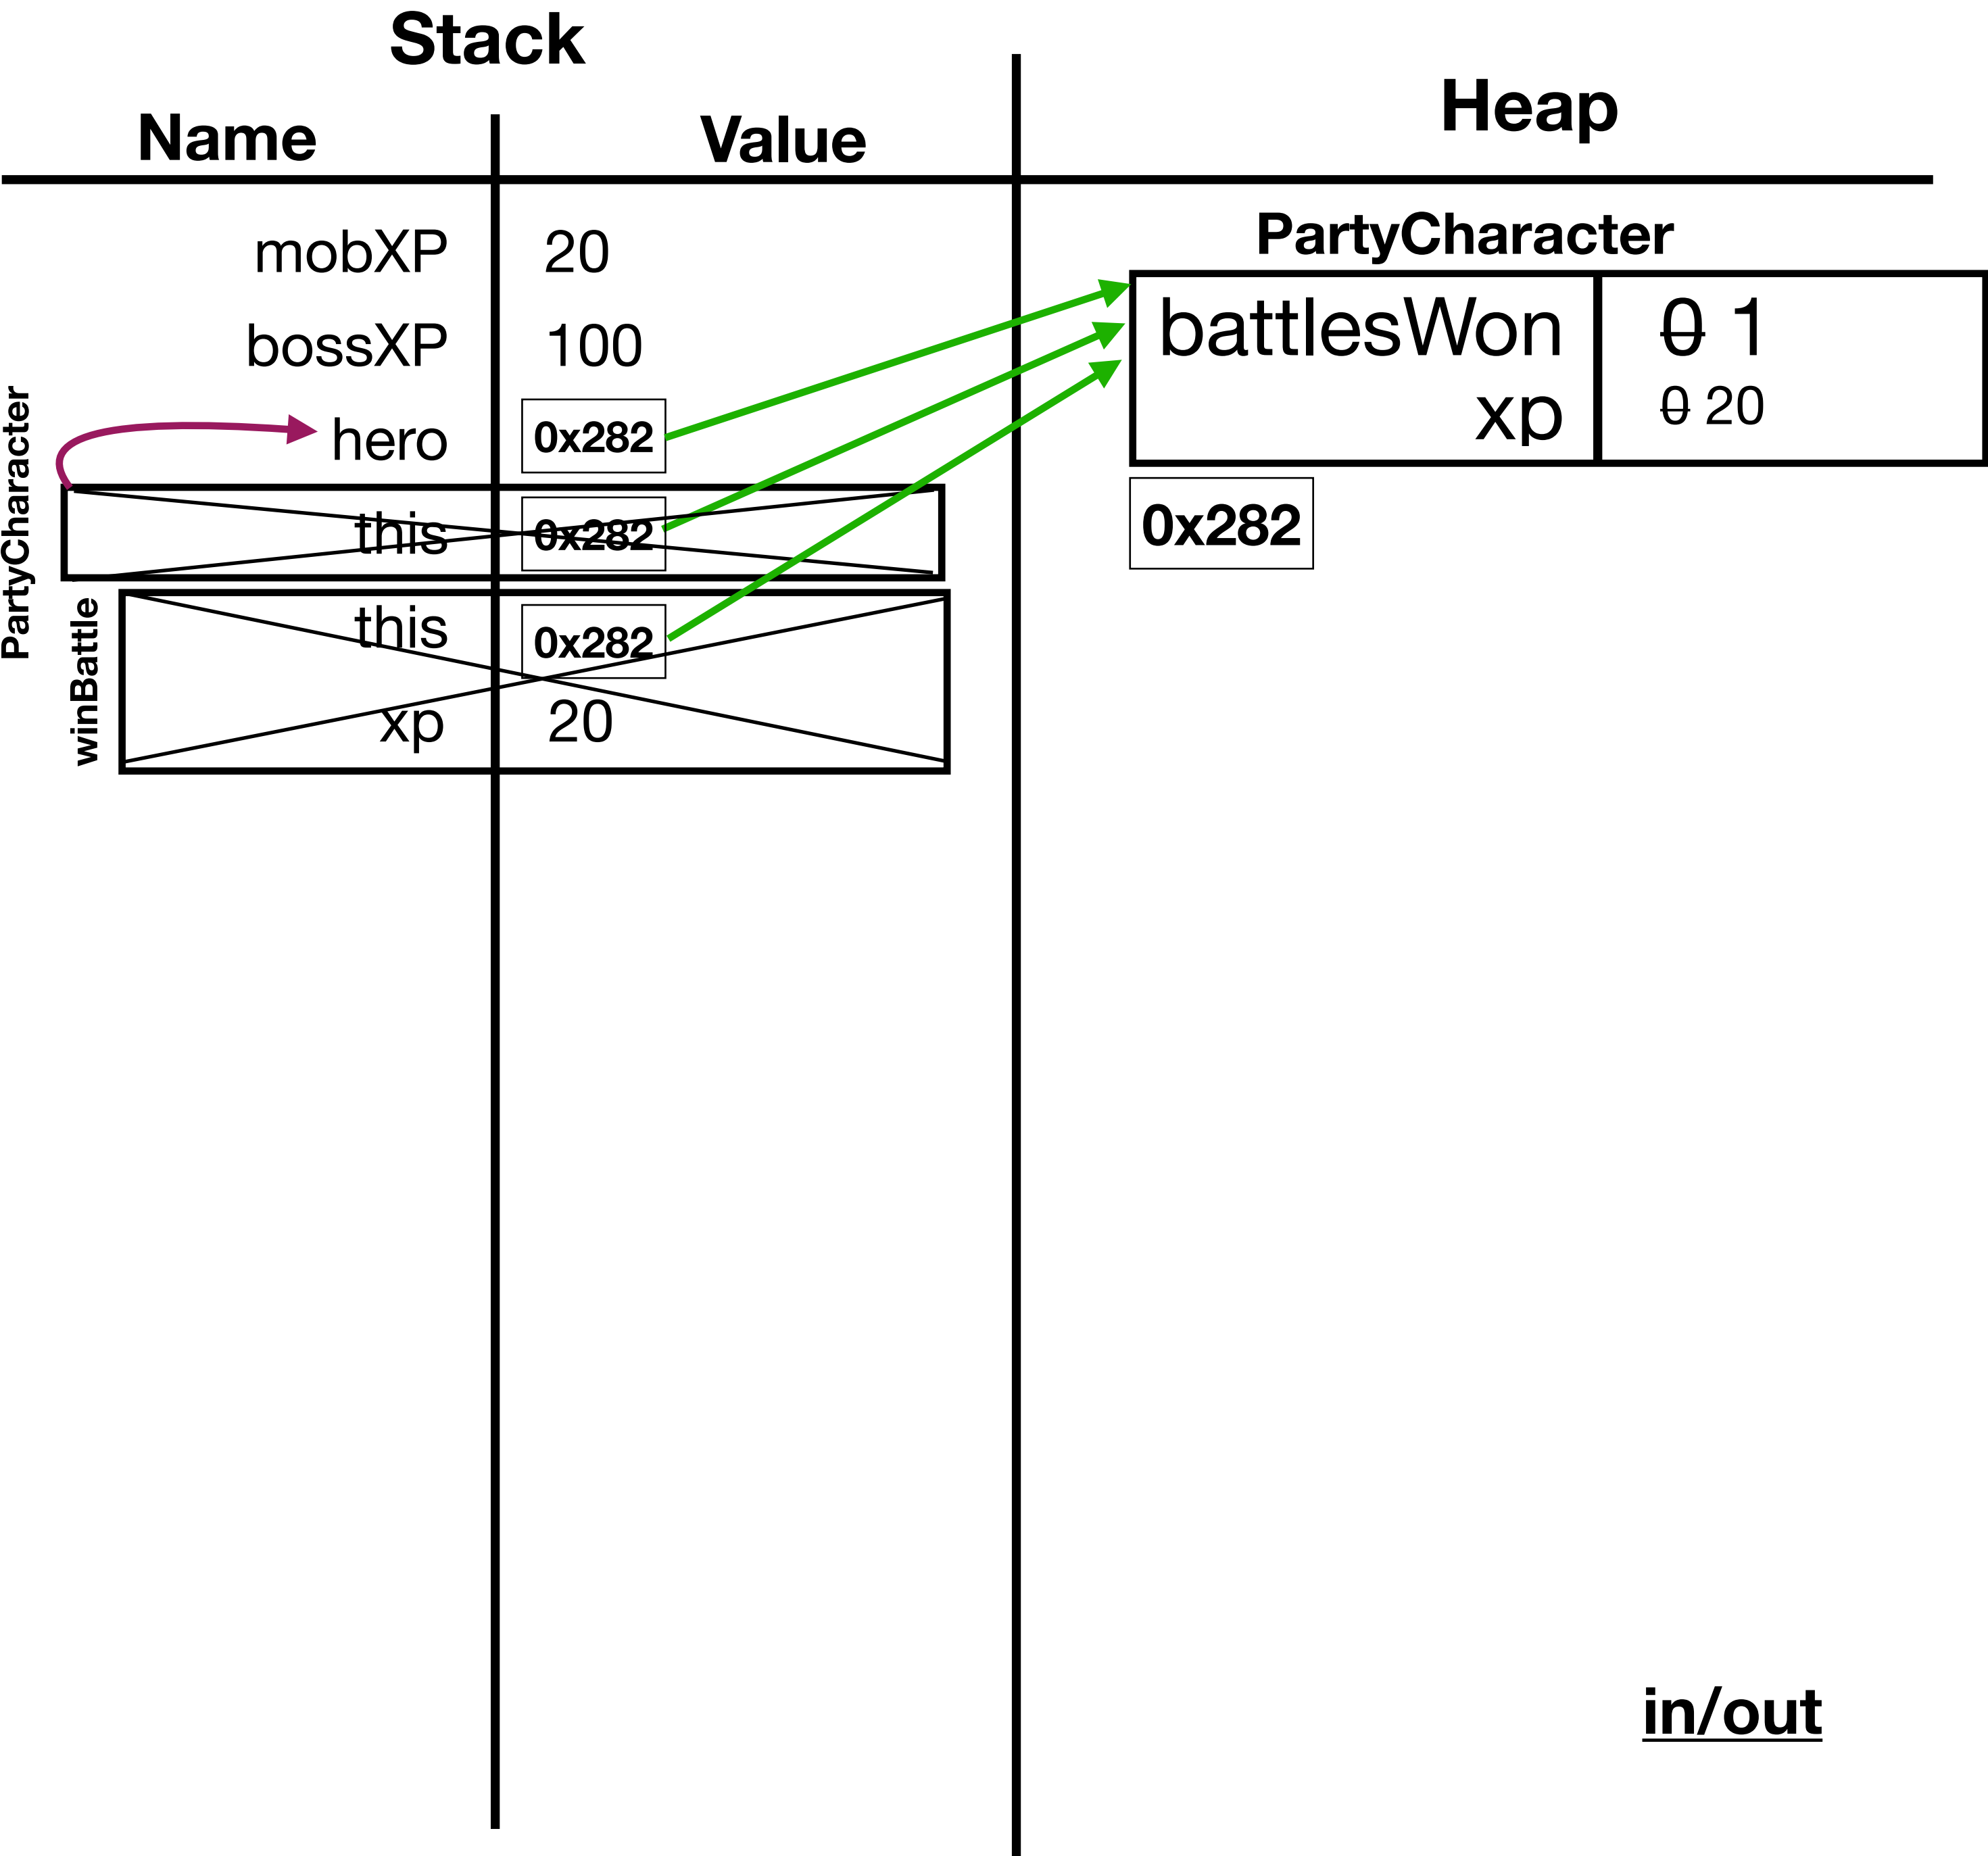 Stack
Heap
Name Value
mobXP 20
bossXP 100
hero 0x282
PartyCharacter
this 0x282
winBattle
this 0x282
xp 20
PartyCharacter
battlesWon 0 1
xp 0 20
0x282
in/out